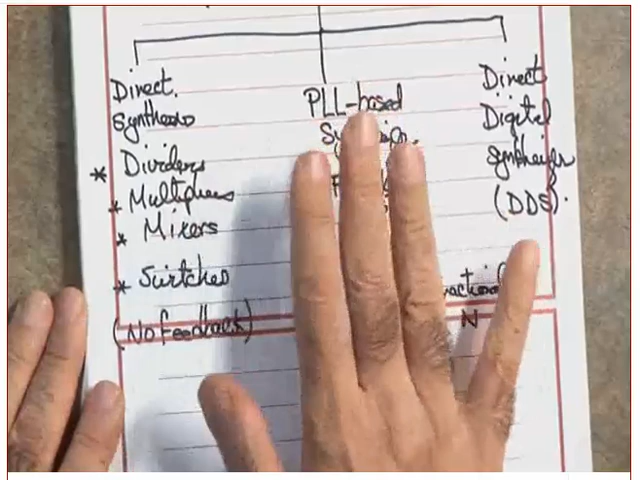 Direct.
Synthesis
* Dividers
* Multipliers
* Mixers
* Switches
(No feedback)
PLL-based
Direct
Digital
Synthesizer
(DDS).
N